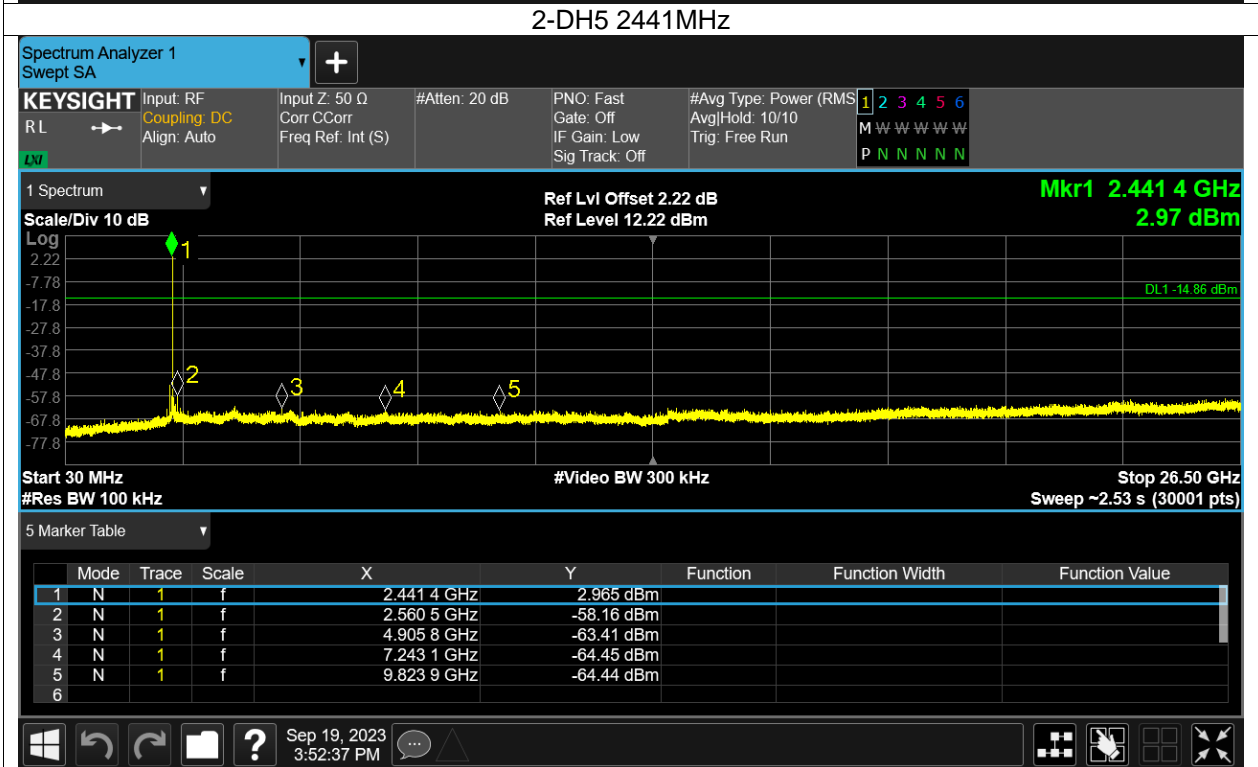 2-DH5 2441MHz
Spectrum Analyzer 1
Swept SA
KEYSIGHT
R L
LXI
Input: RF
Coupling: DC
Align: Auto
Input Z: 50 Ω
Corr CCorr
Freq Ref: Int (S)
#Atten: 20 dB
PNO: Fast
Gate: Off
IF Gain: Low
Sig Track: Off
#Avg Type: Power (RMS
Avg|Hold: 10/10
Trig: Free Run
1 2 3 4 5 6
M W W W W W
P N N N N N
1 Spectrum
Scale/Div 10 dB
Ref Lvl Offset 2.22 dB
Ref Level 12.22 dBm
Mkr1 2.441 4 GHz
2.97 dBm
Log
2.22
-7.78
-17.8
-27.8
-37.8
-47.8
-57.8
-67.8
-77.8
1
2
3
4
5
DL1 -14.86 dBm
Start 30 MHz
#Res BW 100 kHz
#Video BW 300 kHz
Stop 26.50 GHz
Sweep ~2.53 s (30001 pts)
5 Marker Table
Mode Trace Scale X Y Function Function Width Function Value
1 N 1 f 2.441 4 GHz 2.965 dBm
2 N 1 f 2.560 5 GHz -58.16 dBm
3 N 1 f 4.905 8 GHz -63.41 dBm
4 N 1 f 7.243 1 GHz -64.45 dBm
5 N 1 f 9.823 9 GHz -64.44 dBm
6
?
Sep 19, 2023
3:52:37 PM